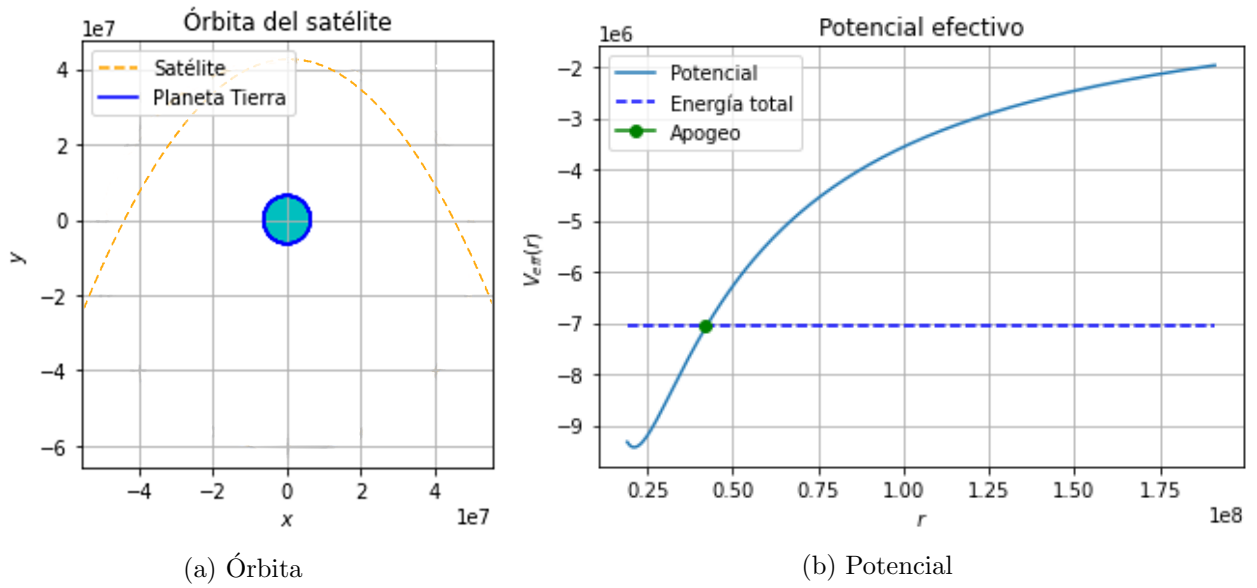 Órbita del satélite
1e7
Satélite
Planeta Tierra
4
2
0
−2
−4
−6
y
−4
−2
0
2
4
1e7
x
(a) Órbita
Potencial efectivo
1e6
Potencial
Energía total
Apogeo
−2
−3
−4
−5
−6
−7
−8
−9
V_eff(r)
0.25
0.50
0.75
1.00
1.25
1.50
1.75
1e8
r
(b) Potencial